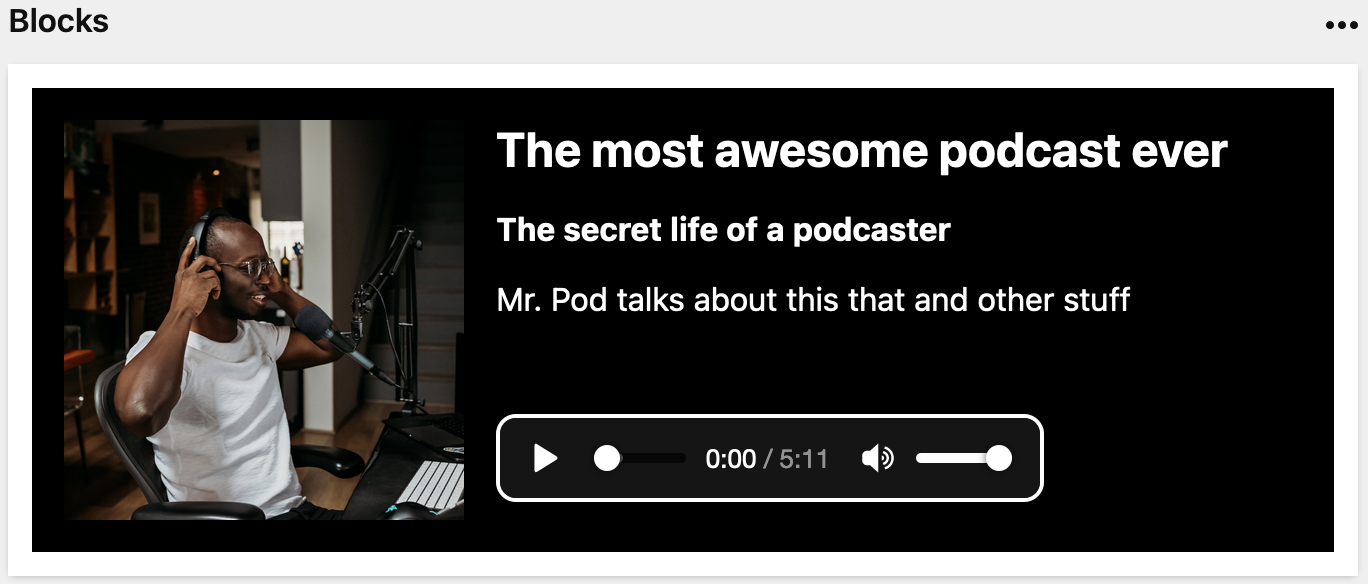 Blocks
The most awesome podcast ever
The secret life of a podcaster
Mr. Pod talks about this that and other stuff
0:00 / 5:11